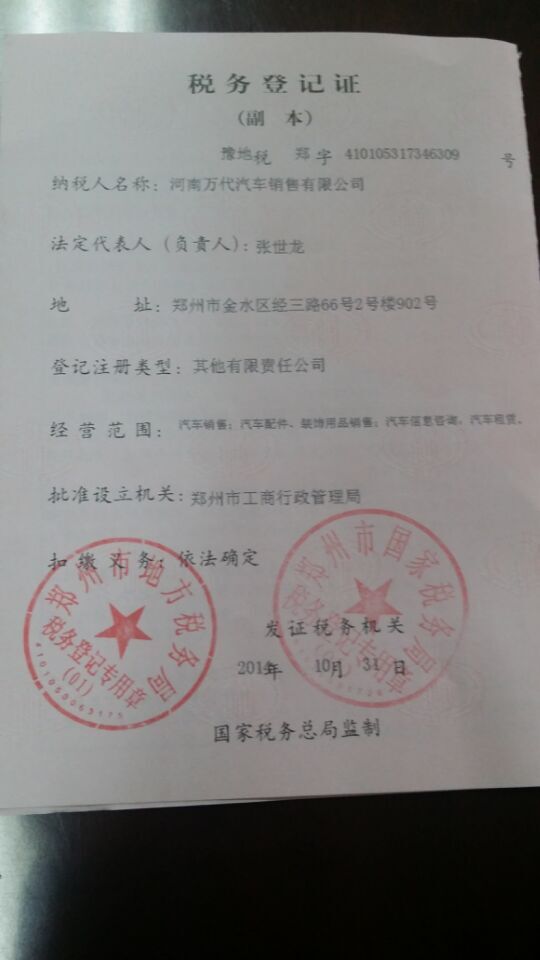 税务登记证
(副 本)
豫地税 郑字 410105317346309 号
纳税人名称: 河南万代汽车销售有限公司
法定代表人(负责人): 张世龙
地 址: 郑州市金水区经三路66号2号楼902号
登记注册类型: 其他有限责任公司
经营范围: 汽车销售; 汽车配件、装饰用品销售; 汽车信息咨询。汽车租赁。
批准设立机关: 郑州市工商行政管理局
扣缴义务: 依法确定
郑州市地方税务局
税务登记专用章
(01)
4101050063175
郑州市国家税务局
税务登记专用章
发证税务机关
201 年 10月 31日
国家税务总局监制